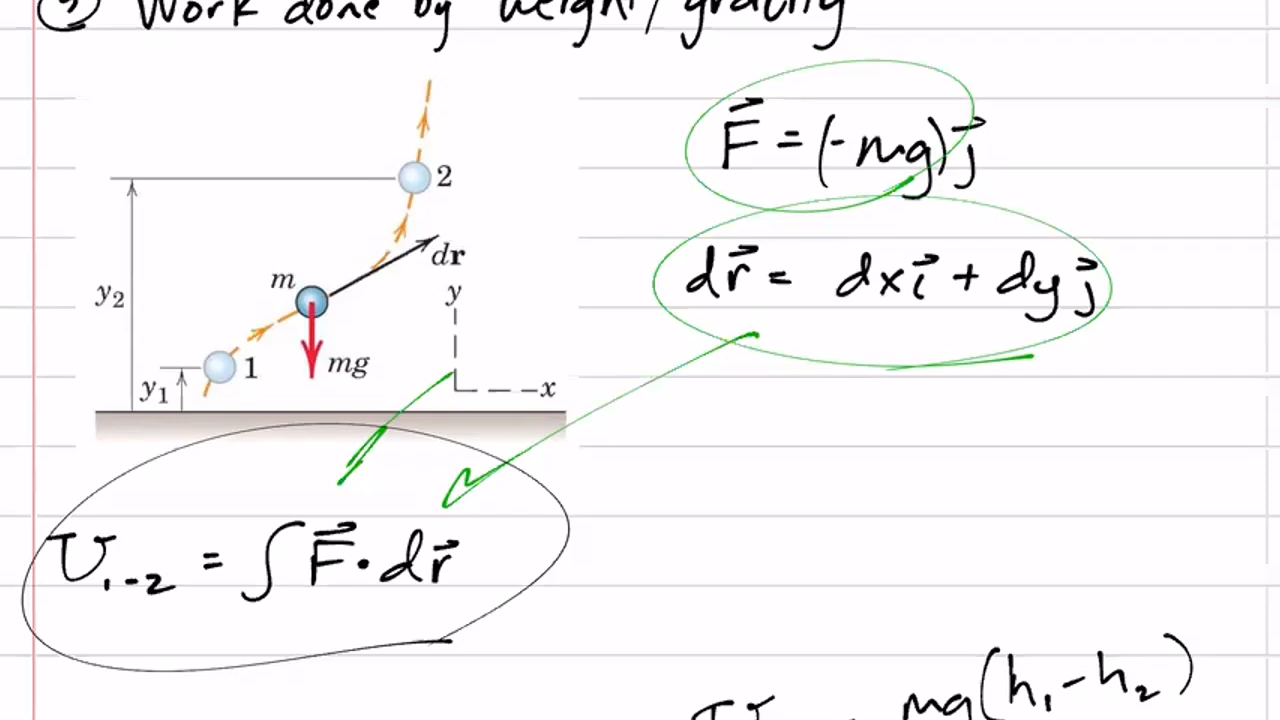 Work done by weight/gravity
F⃗ = (-mg) j⃗
2
dr
dr⃗ = dx i⃗ + dy j⃗
m
y₂
y
1
mg
y₁
x
U₁₋₂ = ∫ F⃗ · dr⃗
mg(h₁-h₂)